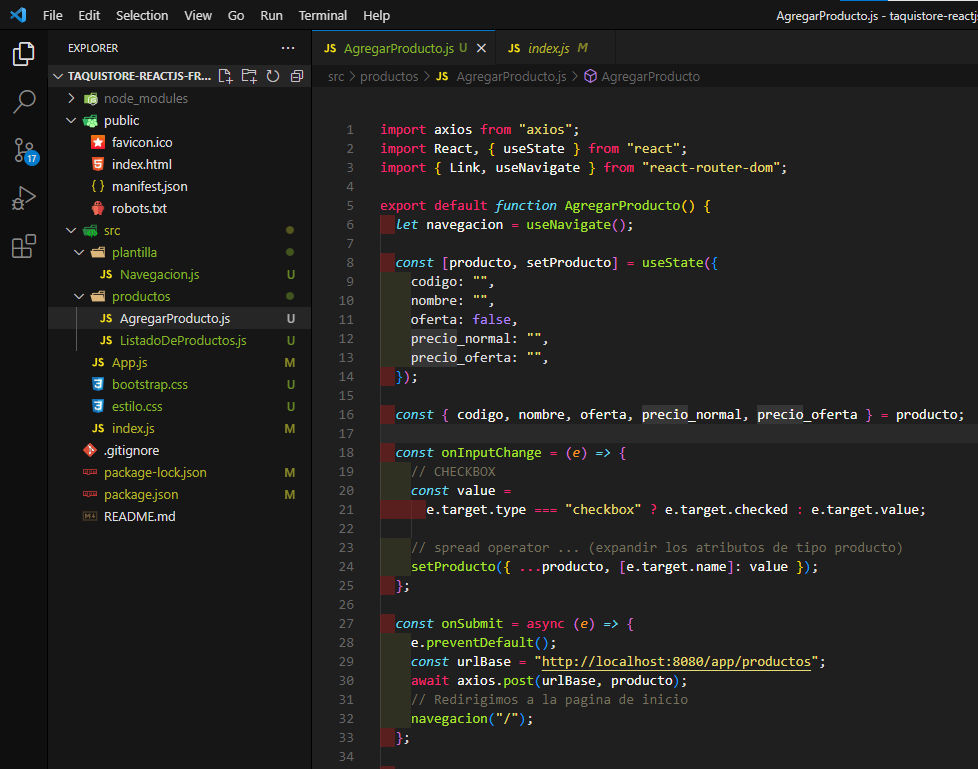 File Edit Selection View Go Run Terminal Help AgregarProducto.js - taquistore-reactj
EXPLORER ...
TAQUISTORE-REACTJS-FR...
node_modules
public
favicon.ico
index.html
manifest.json
robots.txt
src
plantilla
JS Navegacion.js U
productos
JS AgregarProducto.js U
JS ListadoDeProductos.js U
JS App.js M
bootstrap.css U
estilo.css U
JS index.js M
.gitignore
package-lock.json M
package.json M
README.md
17
JS AgregarProducto.js U JS index.js M
src > productos > JS AgregarProducto.js > AgregarProducto
1 import axios from "axios";
2 import React, { useState } from "react";
3 import { Link, useNavigate } from "react-router-dom";
4
5 export default function AgregarProducto() {
6 let navegacion = useNavigate();
7
8 const [producto, setProducto] = useState({
9 codigo: "",
10 nombre: "",
11 oferta: false,
12 precio_normal: "",
13 precio_oferta: "",
14 });
15
16 const { codigo, nombre, oferta, precio_normal, precio_oferta } = producto;
17
18 const onInputChange = (e) => {
19 // CHECKBOX
20 const value =
21 e.target.type === "checkbox" ? e.target.checked : e.target.value;
22
23 // spread operator ... (expandir los atributos de tipo producto)
24 setProducto({ ...producto, [e.target.name]: value });
25 };
26
27 const onSubmit = async (e) => {
28 e.preventDefault();
29 const urlBase = "http://localhost:8080/app/productos";
30 await axios.post(urlBase, producto);
31 // Redirigimos a la pagina de inicio
32 navegacion("/");
33 };
34